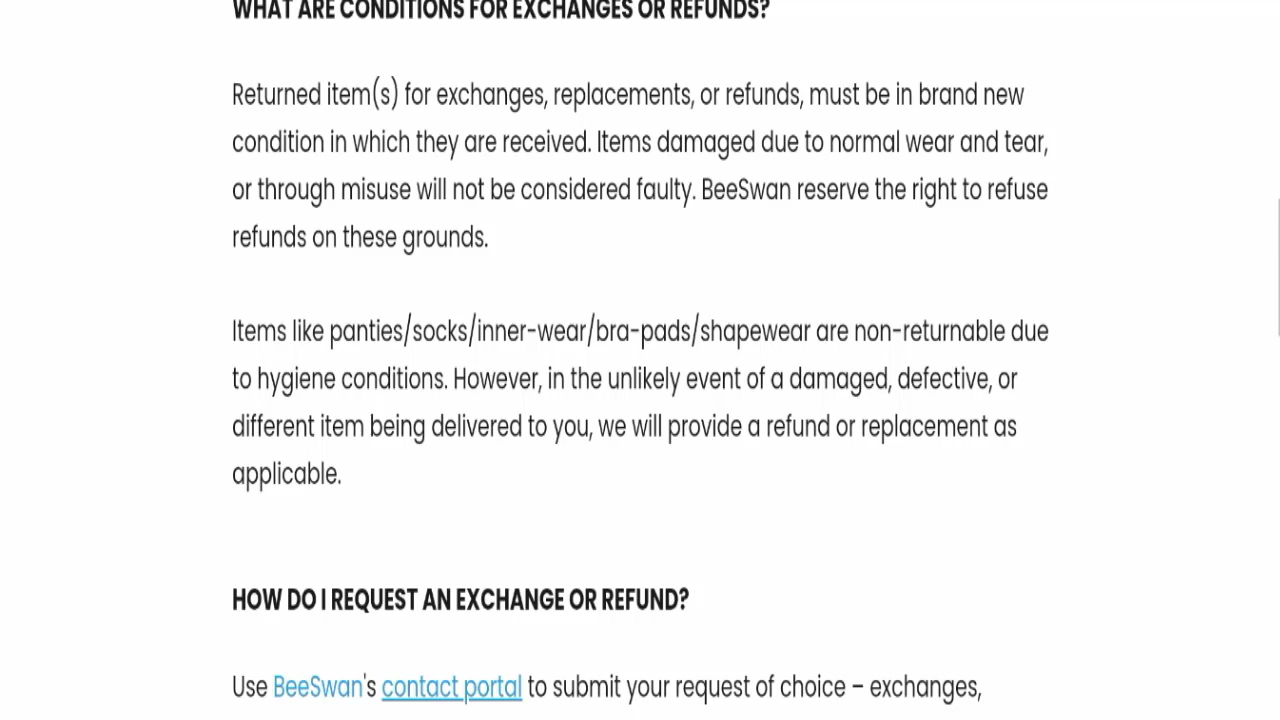 WHAT ARE CONDITIONS FOR EXCHANGES OR REFUNDS?
Returned item(s) for exchanges, replacements, or refunds, must be in brand new
condition in which they are received. Items damaged due to normal wear and tear,
or through misuse will not be considered faulty. BeeSwan reserve the right to refuse
refunds on these grounds.
Items like panties/socks/inner-wear/bra-pads/shapewear are non-returnable due
to hygiene conditions. However, in the unlikely event of a damaged, defective, or
different item being delivered to you, we will provide a refund or replacement as
applicable.
HOW DO I REQUEST AN EXCHANGE OR REFUND?
Use BeeSwan's contact portal to submit your request of choice – exchanges,